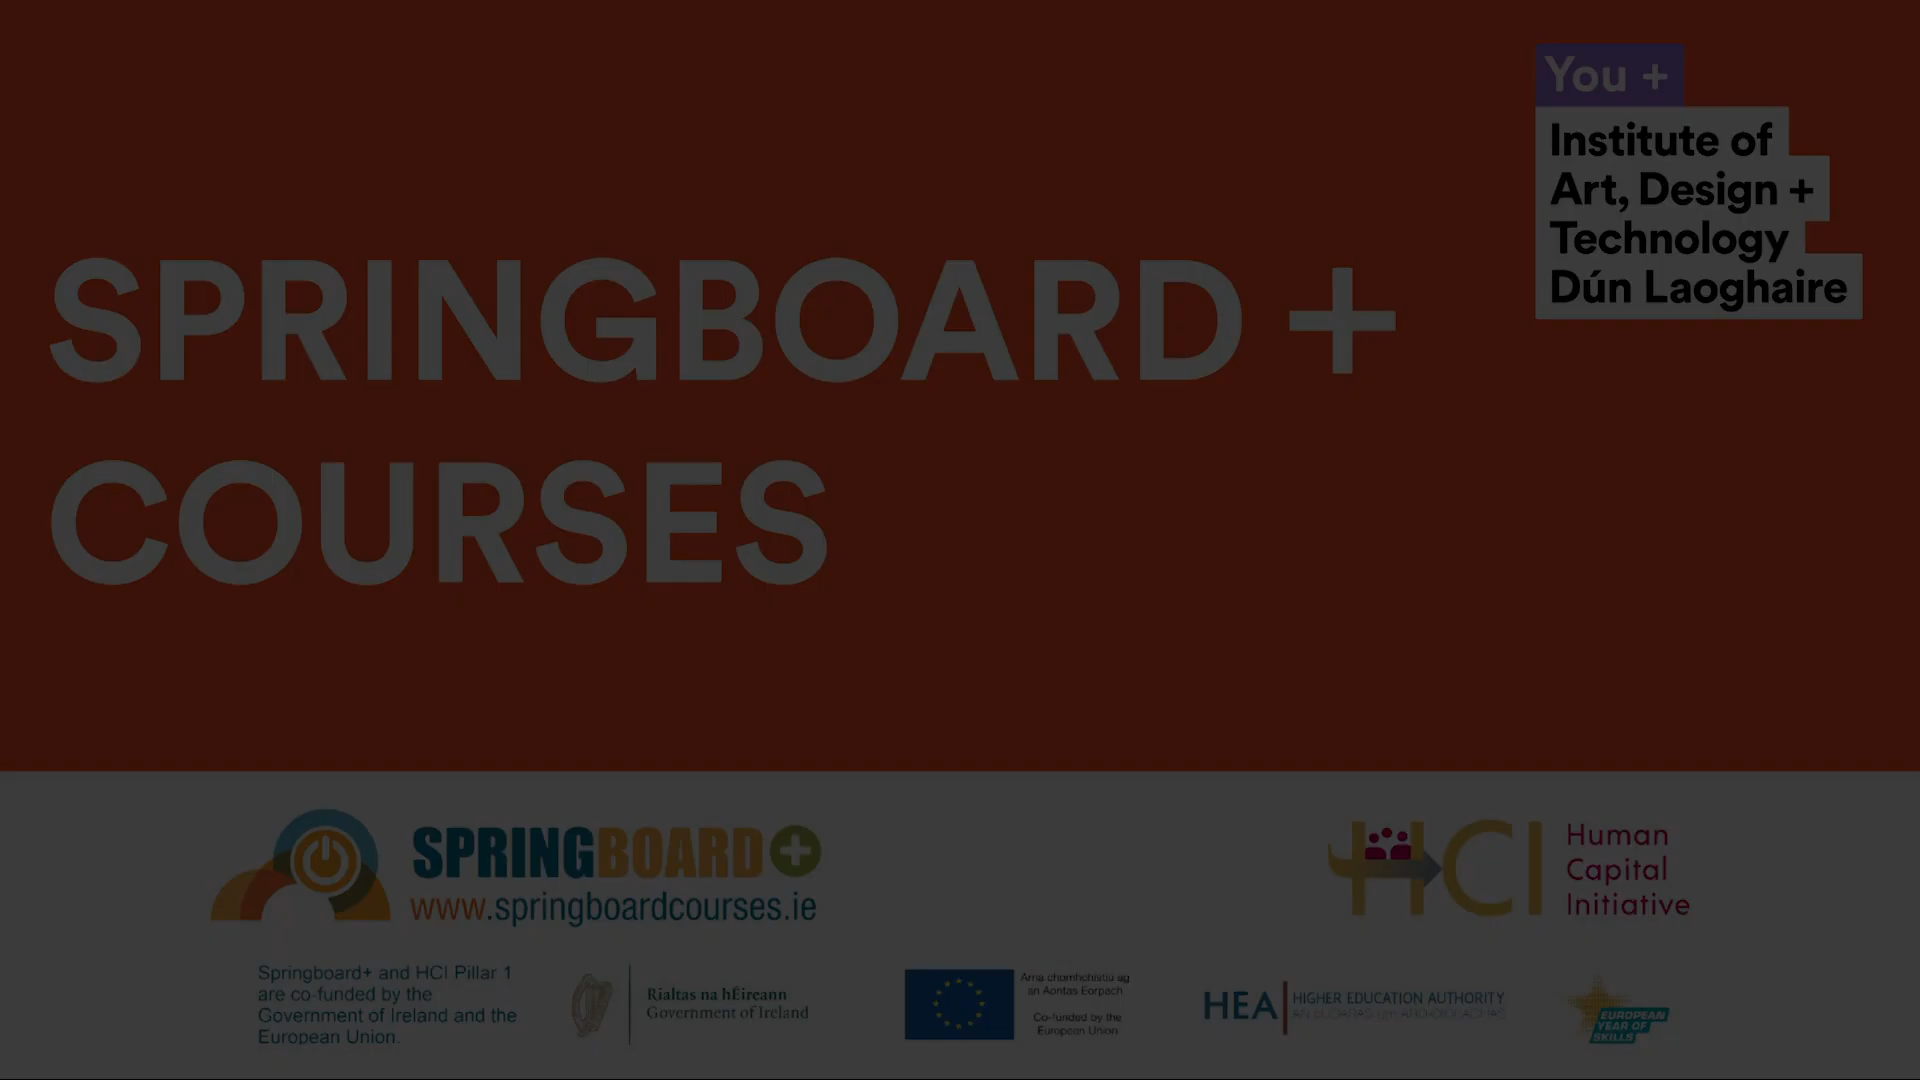 You +
Institute of
Art, Design +
Technology
Dún Laoghaire
SPRINGBOARD +
COURSES
SPRINGBOARD+
www.springboardcourses.ie
HCI
Human
Capital
Initiative
Springboard+ and HCI Pillar 1
are co-funded by the
Government of Ireland and the
European Union.
Rialtas na hÉireann
Government of Ireland
Arna chomhchistiú ag
an Aontas Eorpach
Co-funded by the
European Union
HEA
HIGHER EDUCATION AUTHORITY
EUROPEAN
YEAR OF
SKILLS